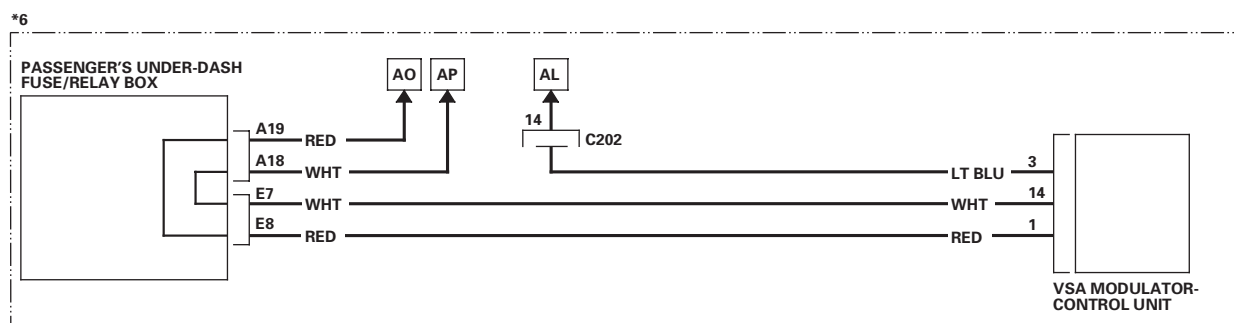 *6
PASSENGER'S UNDER-DASH
FUSE/RELAY BOX
AO
AP
AL
A19
RED
14
C202
A18
WHT
LT BLU
3
E7
WHT
WHT
14
E8
RED
RED
1
VSA MODULATOR-
CONTROL UNIT